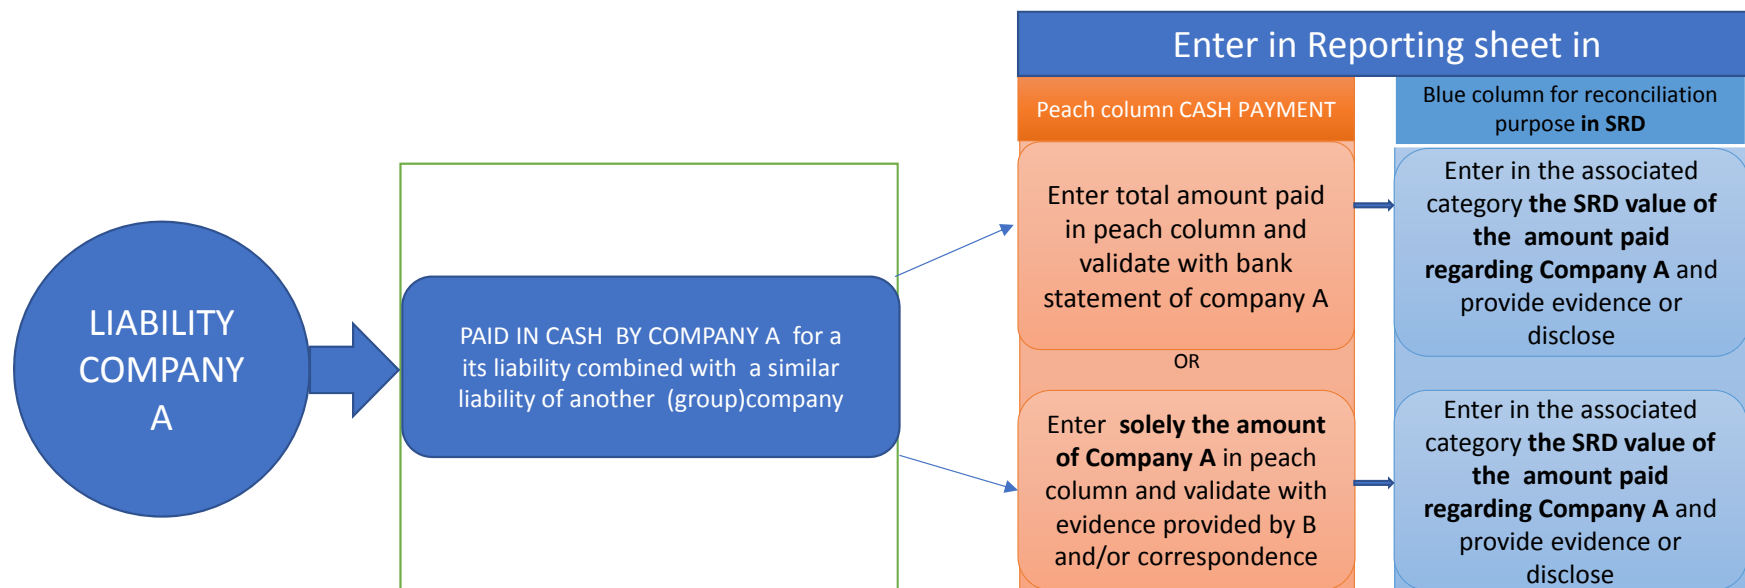 Enter in Reporting sheet in
Peach column CASH PAYMENT
Blue column for reconciliation
purpose in SRD
LIABILITY
COMPANY
A
PAID IN CASH BY COMPANY A for a
its liability combined with a similar
liability of another (group)company
Enter total amount paid
in peach column and
validate with bank
statement of company A
Enter in the associated
category the SRD value of
the amount paid
regarding Company A and
provide evidence or
disclose
OR
Enter solely the amount
of Company A in peach
column and validate with
evidence provided by B
and/or correspondence
Enter in the associated
category the SRD value of
the amount paid
regarding Company A and
provide evidence or
disclose